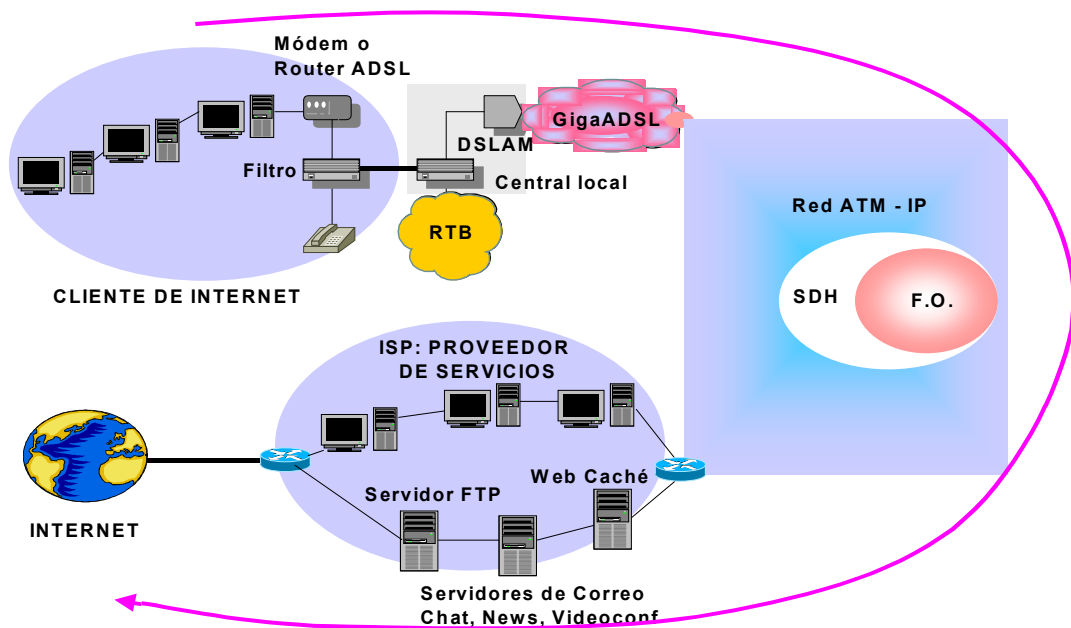 Módem o
Router ADSL
GigaADSL
DSLAM
Filtro
Central local
RTB
CLIENTE DE INTERNET
Red ATM - IP
SDH
F.O.
ISP: PROVEEDOR
DE SERVICIOS
Web Caché
Servidor FTP
INTERNET
Servidores de Correo
Chat, News, Videoconf